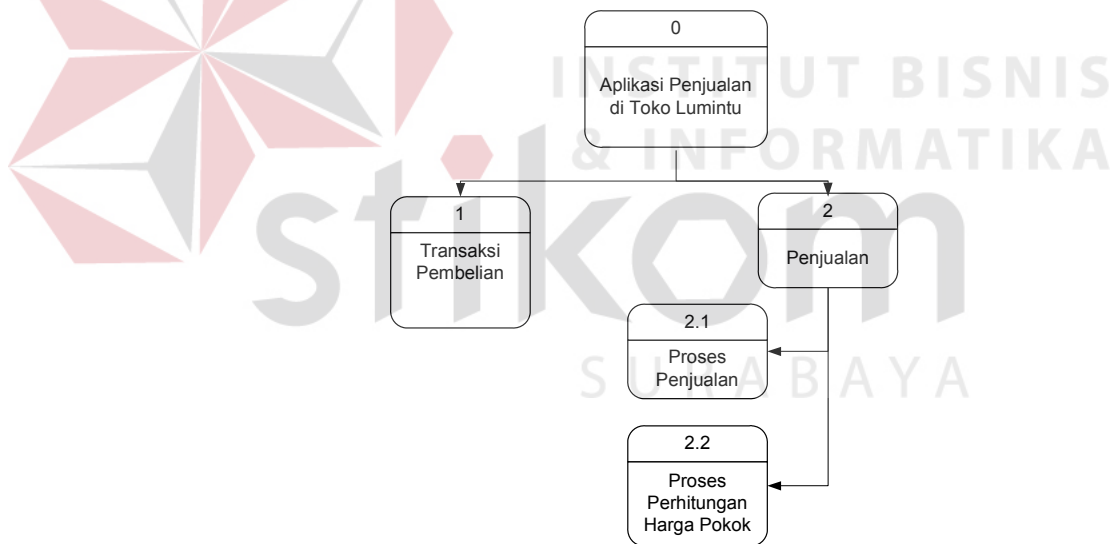 0
Aplikasi Penjualan
di Toko Lumintu
INSTITUT BISNIS
& INFORMATIKA
stikom
SURABAYA
1
Transaksi
Pembelian
2
Penjualan
2.1
Proses
Penjualan
2.2
Proses
Perhitungan
Harga Pokok